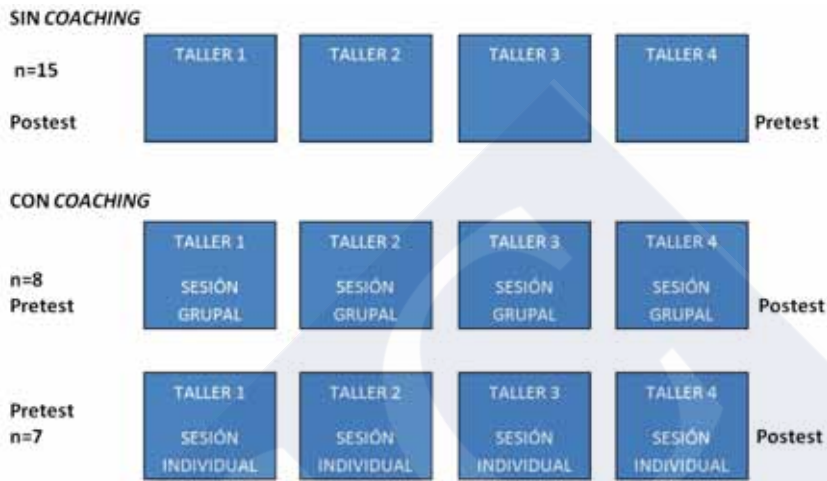 SIN COACHING
n=15
Postest
TALLER 1
TALLER 2
TALLER 3
TALLER 4
Pretest
CON COACHING
n=8
Pretest
TALLER 1
SESIÓN
GRUPAL
TALLER 2
SESIÓN
GRUPAL
TALLER 3
SESIÓN
GRUPAL
TALLER 4
SESIÓN
GRUPAL
Postest
Pretest
n=7
TALLER 1
SESIÓN
INDIVIDUAL
TALLER 2
SESIÓN
INDIVIDUAL
TALLER 3
SESIÓN
INDIVIDUAL
TALLER 4
SESIÓN
INDIVIDUAL
Postest